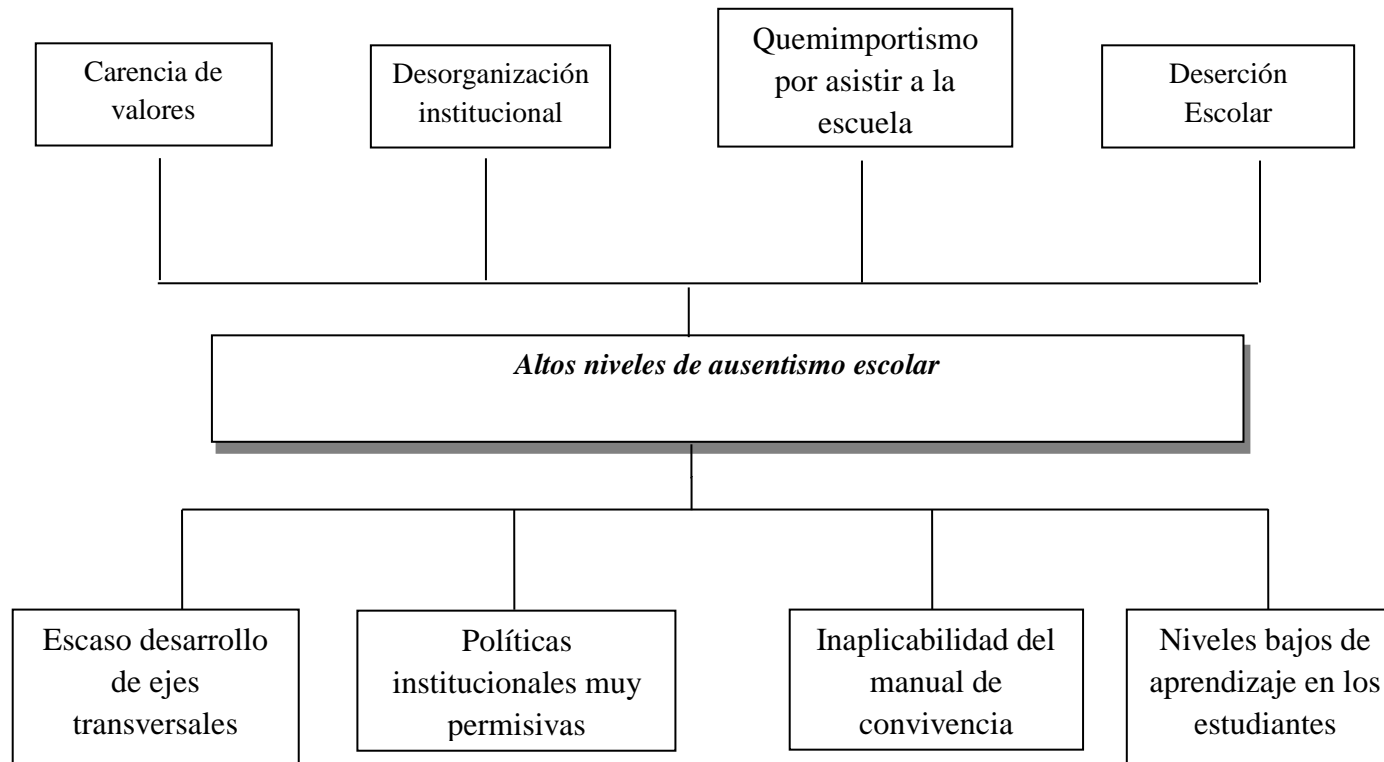 Carencia de
valores
Desorganización
institucional
Quemimportismo
por asistir a la
escuela
Deserción
Escolar
Altos niveles de ausentismo escolar
Escaso desarrollo
de ejes
transversales
Políticas
institucionales muy
permisivas
Inaplicabilidad del
manual de
convivencia
Niveles bajos de
aprendizaje en los
estudiantes